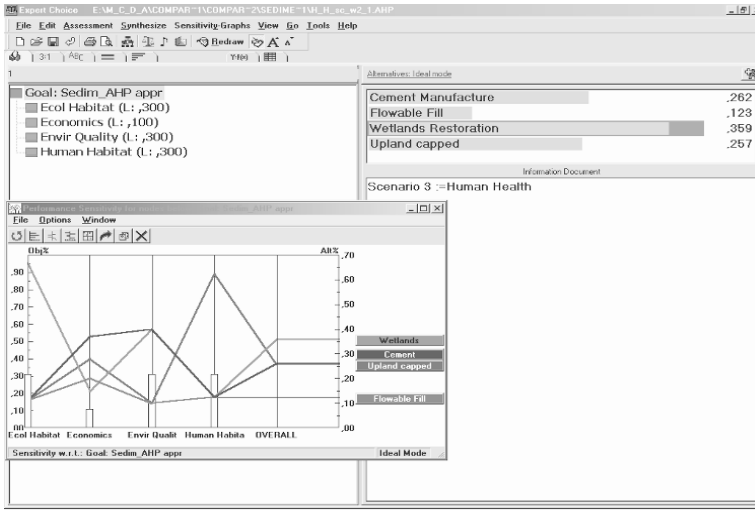 Expert Choice E:\M_C_D_A\COMPAR~1\COMPAR~2\SEDIME~1\H_H_sc_w2_1.AHP
File Edit Assessment Synthesize Sensitivity-Graphs View Go Tools Help
Redraw
3:1 ABC Y=f(x)
1
Goal: Sedim_AHP appr
Ecol Habitat (L: ,300)
Economics (L: ,100)
Envir Quality (L: ,300)
Human Habitat (L: ,300)
Alternatives: Ideal mode
Cement Manufacture ,262
Flowable Fill ,123
Wetlands Restoration ,359
Upland capped ,257
Information Document
Scenario 3 :=Human Health
Performance Sensitivity for nodes Sedim_AHP appr
File Options Window
Obj% Alt%
,90
,80
,70
,60
,50
,40
,30
,20
,10
,00
,70
,60
,50
,40
,30
,20
,10
,00
Wetlands
Cement
Upland capped
Flowable Fill
Ecol Habitat Economics Envir Qualit Human Habita OVERALL
Sensitivity w.r.t.: Goal: Sedim_AHP appr Ideal Mode